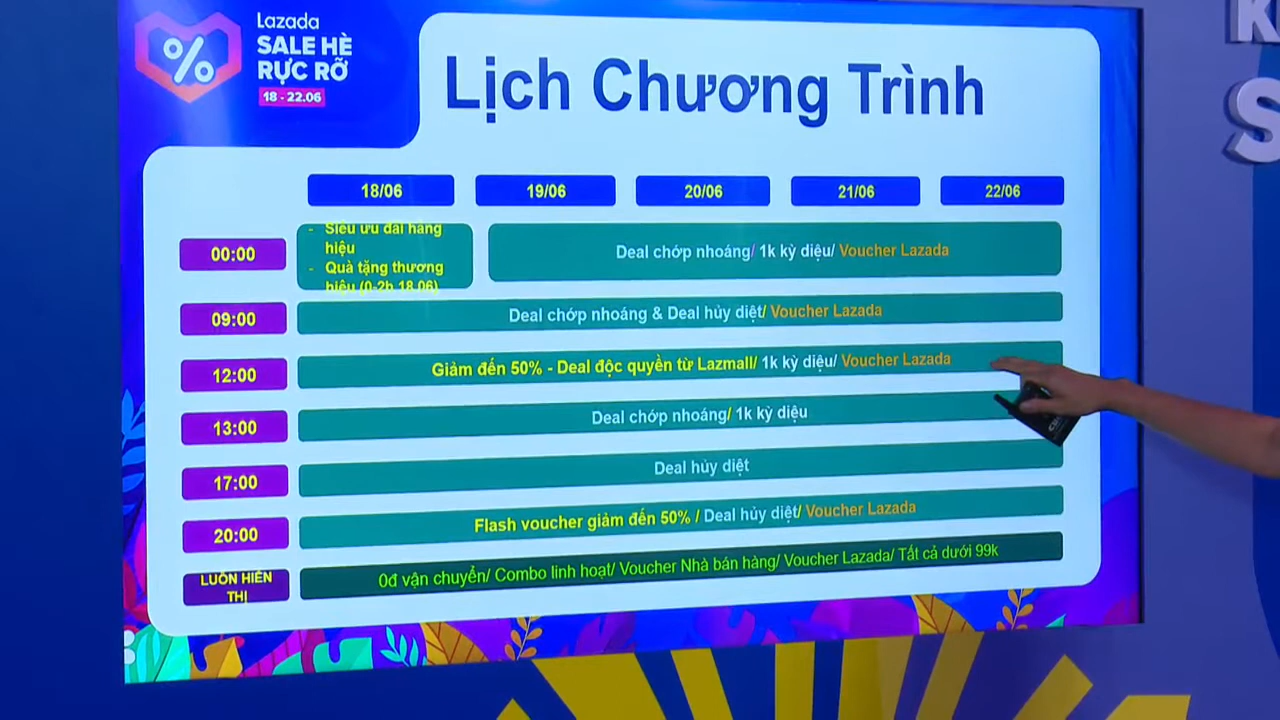 Lazada
SALE HÈ
RỰC RỠ
18 - 22.06
Lịch Chương Trình
18/06
19/06
20/06
21/06
22/06
00:00
- Siêu ưu đãi hàng
hiệu
- Quà tặng thương
hiệu (0-2h 18.06)
Deal chớp nhoáng/ 1k kỳ diệu/ Voucher Lazada
09:00
Deal chớp nhoáng & Deal hủy diệt/ Voucher Lazada
12:00
Giảm đến 50% - Deal độc quyền từ Lazmall/ 1k kỳ diệu/ Voucher Lazada
13:00
Deal chớp nhoáng/ 1k kỳ diệu
17:00
Deal hủy diệt
20:00
Flash voucher giảm đến 50% / Deal hủy diệt/ Voucher Lazada
LUÔN HIỂN
THỊ
0đ vận chuyển/ Combo linh hoạt/ Voucher Nhà bán hàng/ Voucher Lazada/ Tất cả dưới 99k